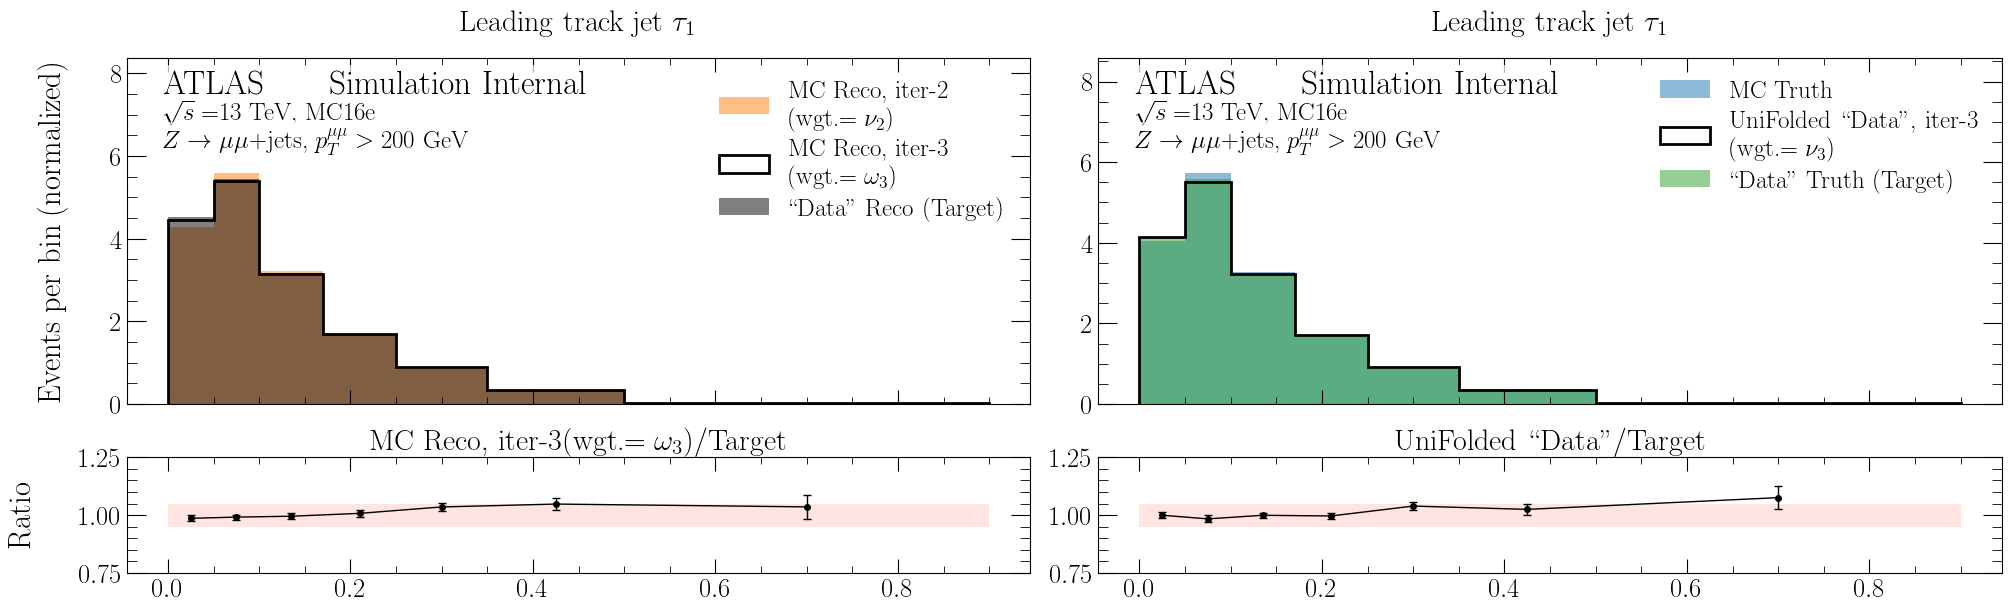 Leading track jet τ₁
ATLAS Simulation Internal
√s =13 TeV, MC16e
Z → μμ+jets, p_T^{μμ} > 200 GeV
MC Reco, iter-2
(wgt.= ν₂)
MC Reco, iter-3
(wgt.= ω₃)
“Data” Reco (Target)
Events per bin (normalized)
8
6
4
2
0
MC Reco, iter-3(wgt.= ω₃)/Target
Ratio
1.25
1.00
0.75
0.0 0.2 0.4 0.6 0.8
Leading track jet τ₁
ATLAS Simulation Internal
√s =13 TeV, MC16e
Z → μμ+jets, p_T^{μμ} > 200 GeV
MC Truth
UniFolded “Data”, iter-3
(wgt.= ν₃)
“Data” Truth (Target)
8
6
4
2
0
UniFolded “Data”/Target
1.25
1.00
0.75
0.0 0.2 0.4 0.6 0.8